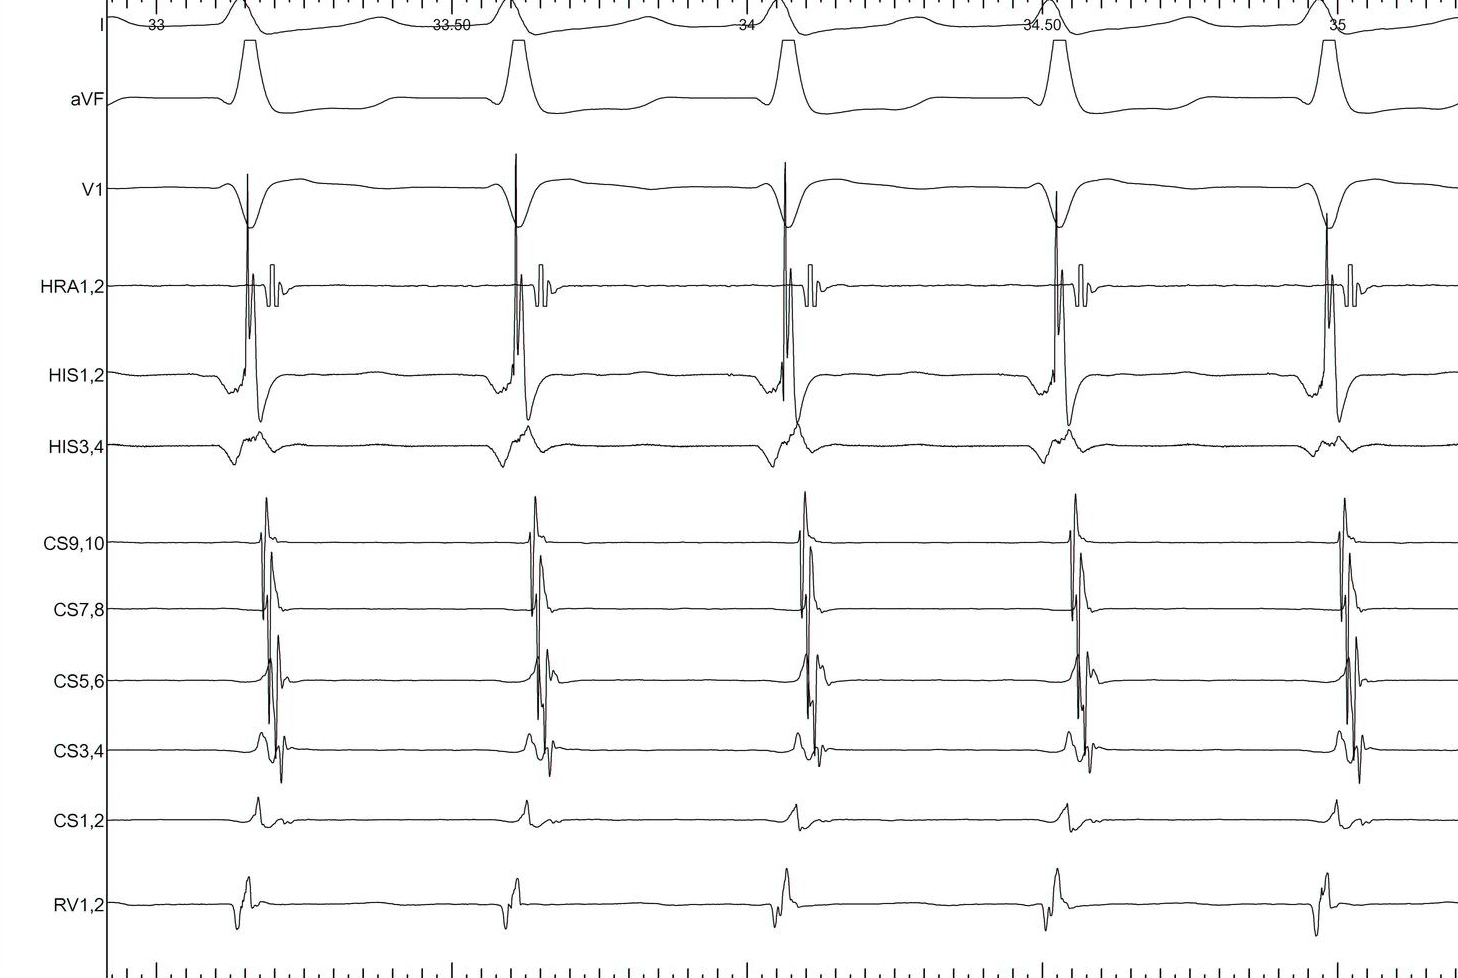 33 33.50 34 34.50 35
I
aVF
V1
HRA1,2
HIS1,2
HIS3,4
CS9,10
CS7,8
CS5,6
CS3,4
CS1,2
RV1,2